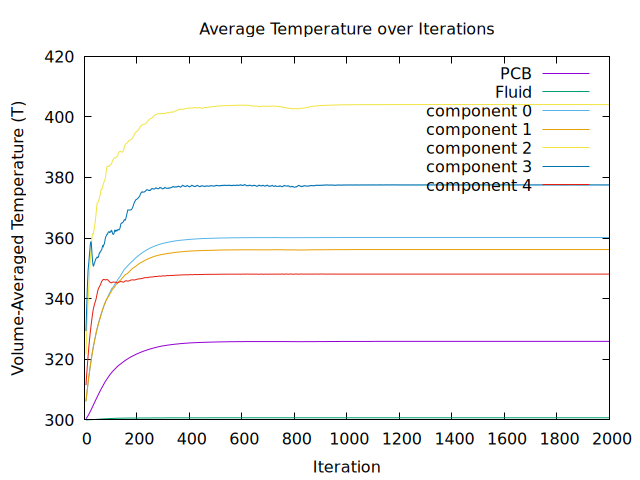 Average Temperature over Iterations
Volume-Averaged Temperature (T)
420
400
380
360
340
320
300
PCB
Fluid
component 0
component 1
component 2
component 3
component 4
0 200 400 600 800 1000 1200 1400 1600 1800 2000
Iteration